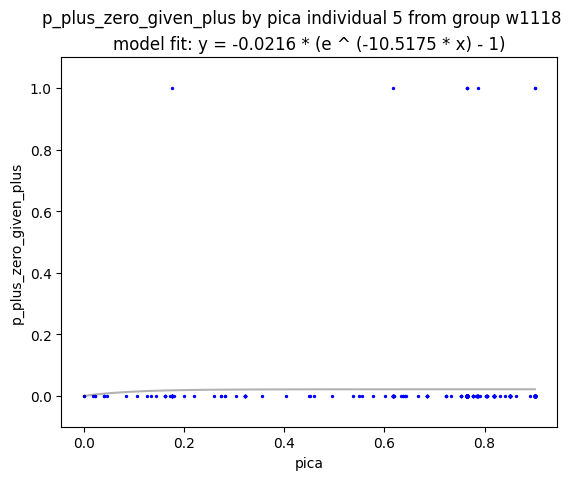 p_plus_zero_given_plus by pica individual 5 from group w1118
model fit: y = -0.0216 * (e ^ (-10.5175 * x) - 1)
1.0
0.8
0.6
0.4
0.2
0.0
p_plus_zero_given_plus
0.0 0.2 0.4 0.6 0.8
pica